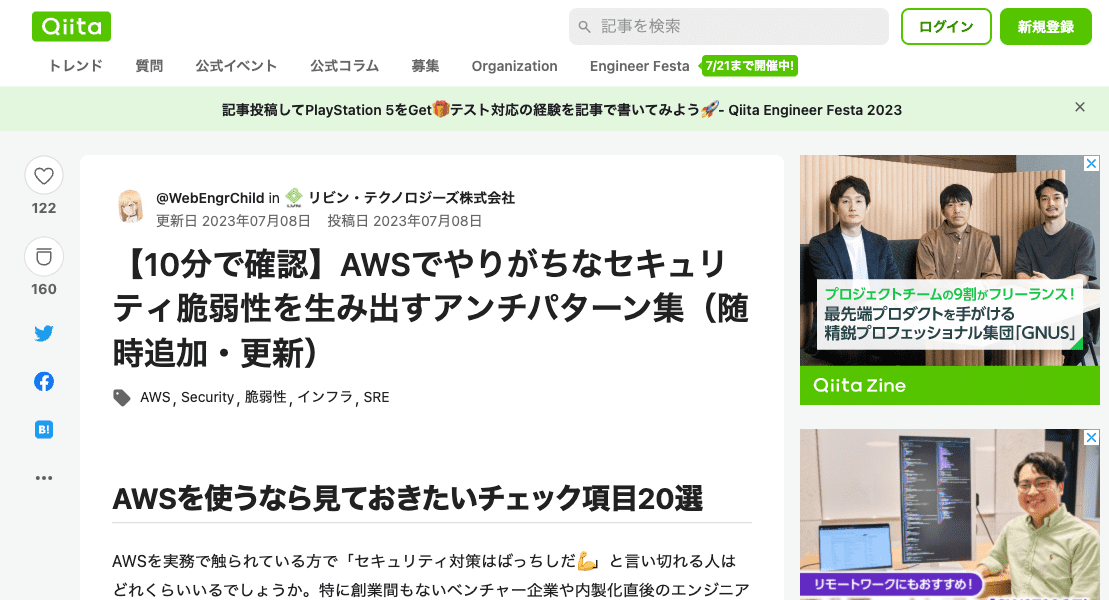 Qiita
記事を検索
ログイン
新規登録
トレンド
質問
公式イベント
公式コラム
募集
Organization
Engineer Festa
7/21まで開催中!
記事投稿してPlayStation 5をGet🎁テスト対応の経験を記事で書いてみよう🚀- Qiita Engineer Festa 2023
122
160
B!
@WebEngrChild in リビン・テクノロジーズ株式会社
更新日 2023年07月08日 投稿日 2023年07月08日
【10分で確認】AWSでやりがちなセキュリ
ティ脆弱性を生み出すアンチパターン集（随
時追加・更新）
AWS, Security, 脆弱性, インフラ, SRE
AWSを使うなら見ておきたいチェック項目20選
AWSを実務で触られている方で「セキュリティ対策はばっちしだ💪」と言い切れる人は
どれくらいいるでしょうか。特に創業間もないベンチャー企業や内製化直後のエンジニア
プロジェクトチームの9割がフリーランス!
最先端プロダクトを手がける
精鋭プロフェッショナル集団「GNUS」
Qiita Zine
リモートワークにもおすすめ!